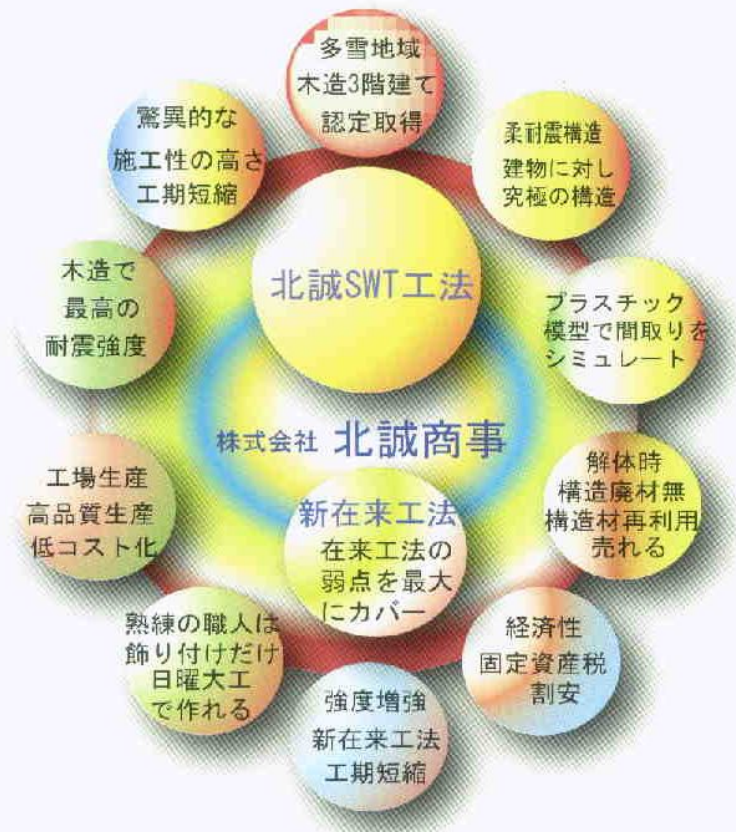 多雪地域
木造3階建て
認定取得
驚異的な
施工性の高さ
工期短縮
柔耐震構造
建物に対し
究極の構造
北誠SWT工法
木造で
最高の
耐震強度
プラスチック
模型で間取りを
シミュレート
株式会社 北誠商事
工場生産
高品質生産
低コスト化
新在来工法
在来工法の
弱点を最大
にカバー
解体時
構造廃材無
構造材再利用
売れる
熟練の職人は
飾り付けだけ
日曜大工
で作れる
経済性
固定資産税
割安
強度増強
新在来工法
工期短縮